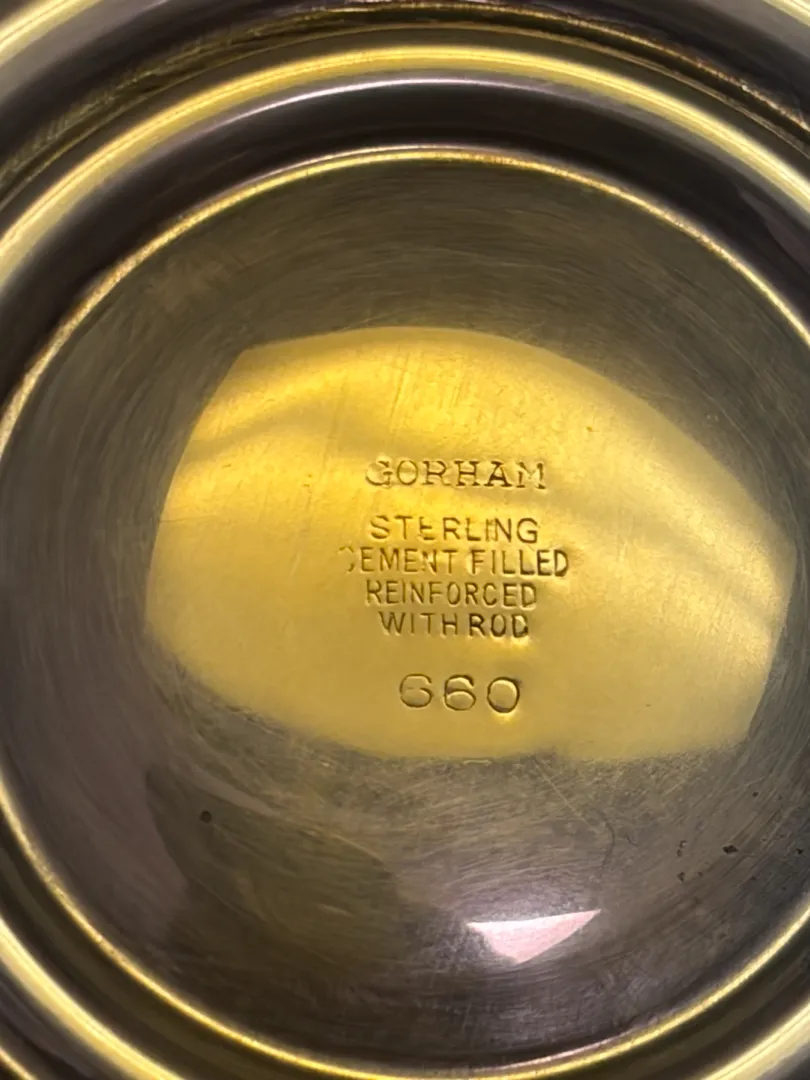 GORHAM
STERLING
CEMENT FILLED
REINFORCED
WITH ROD
660